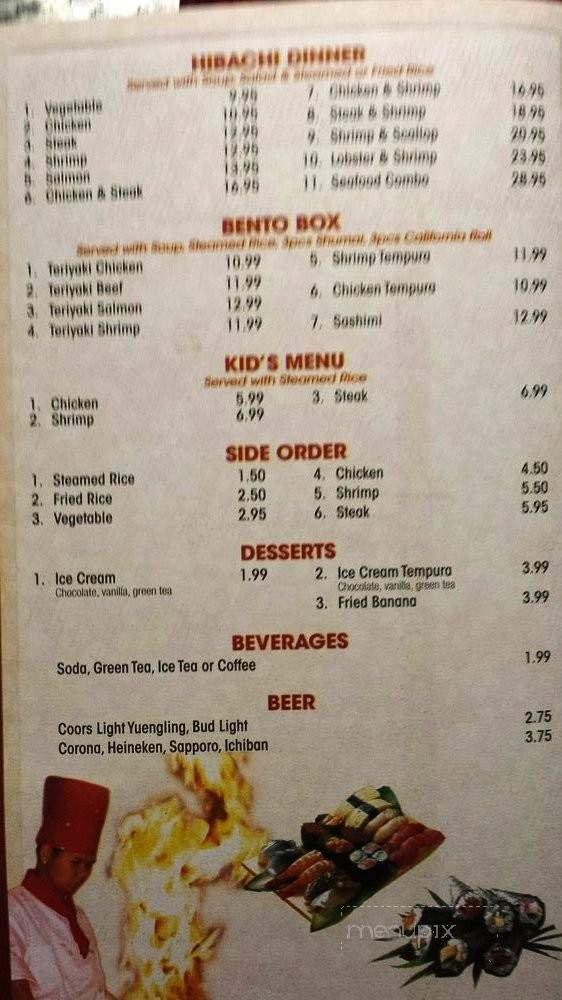 HIBACHI DINNER
Served with Soup, Salad & Steamed or Fried Rice
1. Vegetable 9.95 7. Chicken & Shrimp 16.95
2. Chicken 10.95 8. Steak & Shrimp 18.95
3. Steak 12.95 9. Shrimp & Scallop 20.95
4. Shrimp 12.95 10. Lobster & Shrimp 23.95
5. Salmon 13.95 11. Seafood Combo 28.95
6. Chicken & Steak 16.95
BENTO BOX
Served with Soup, Steamed Rice, 3pcs Shumai, 3pcs California Roll
1. Teriyaki Chicken 10.99 5. Shrimp Tempura 11.99
2. Teriyaki Beef 11.99 6. Chicken Tempura 10.99
3. Teriyaki Salmon 12.99 7. Sashimi 12.99
4. Teriyaki Shrimp 11.99
KID'S MENU
Served with Steamed Rice
1. Chicken 5.99 3. Steak 6.99
2. Shrimp 6.99
SIDE ORDER
1. Steamed Rice 1.50 4. Chicken 4.50
2. Fried Rice 2.50 5. Shrimp 5.50
3. Vegetable 2.95 6. Steak 5.95
DESSERTS
1. Ice Cream 1.99 2. Ice Cream Tempura 3.99
Chocolate, vanilla, green tea Chocolate, vanilla, green tea
3. Fried Banana 3.99
BEVERAGES
Soda, Green Tea, Ice Tea or Coffee 1.99
BEER
Coors Light Yuengling, Bud Light 2.75
Corona, Heineken, Sapporo, Ichiban 3.75
menupix